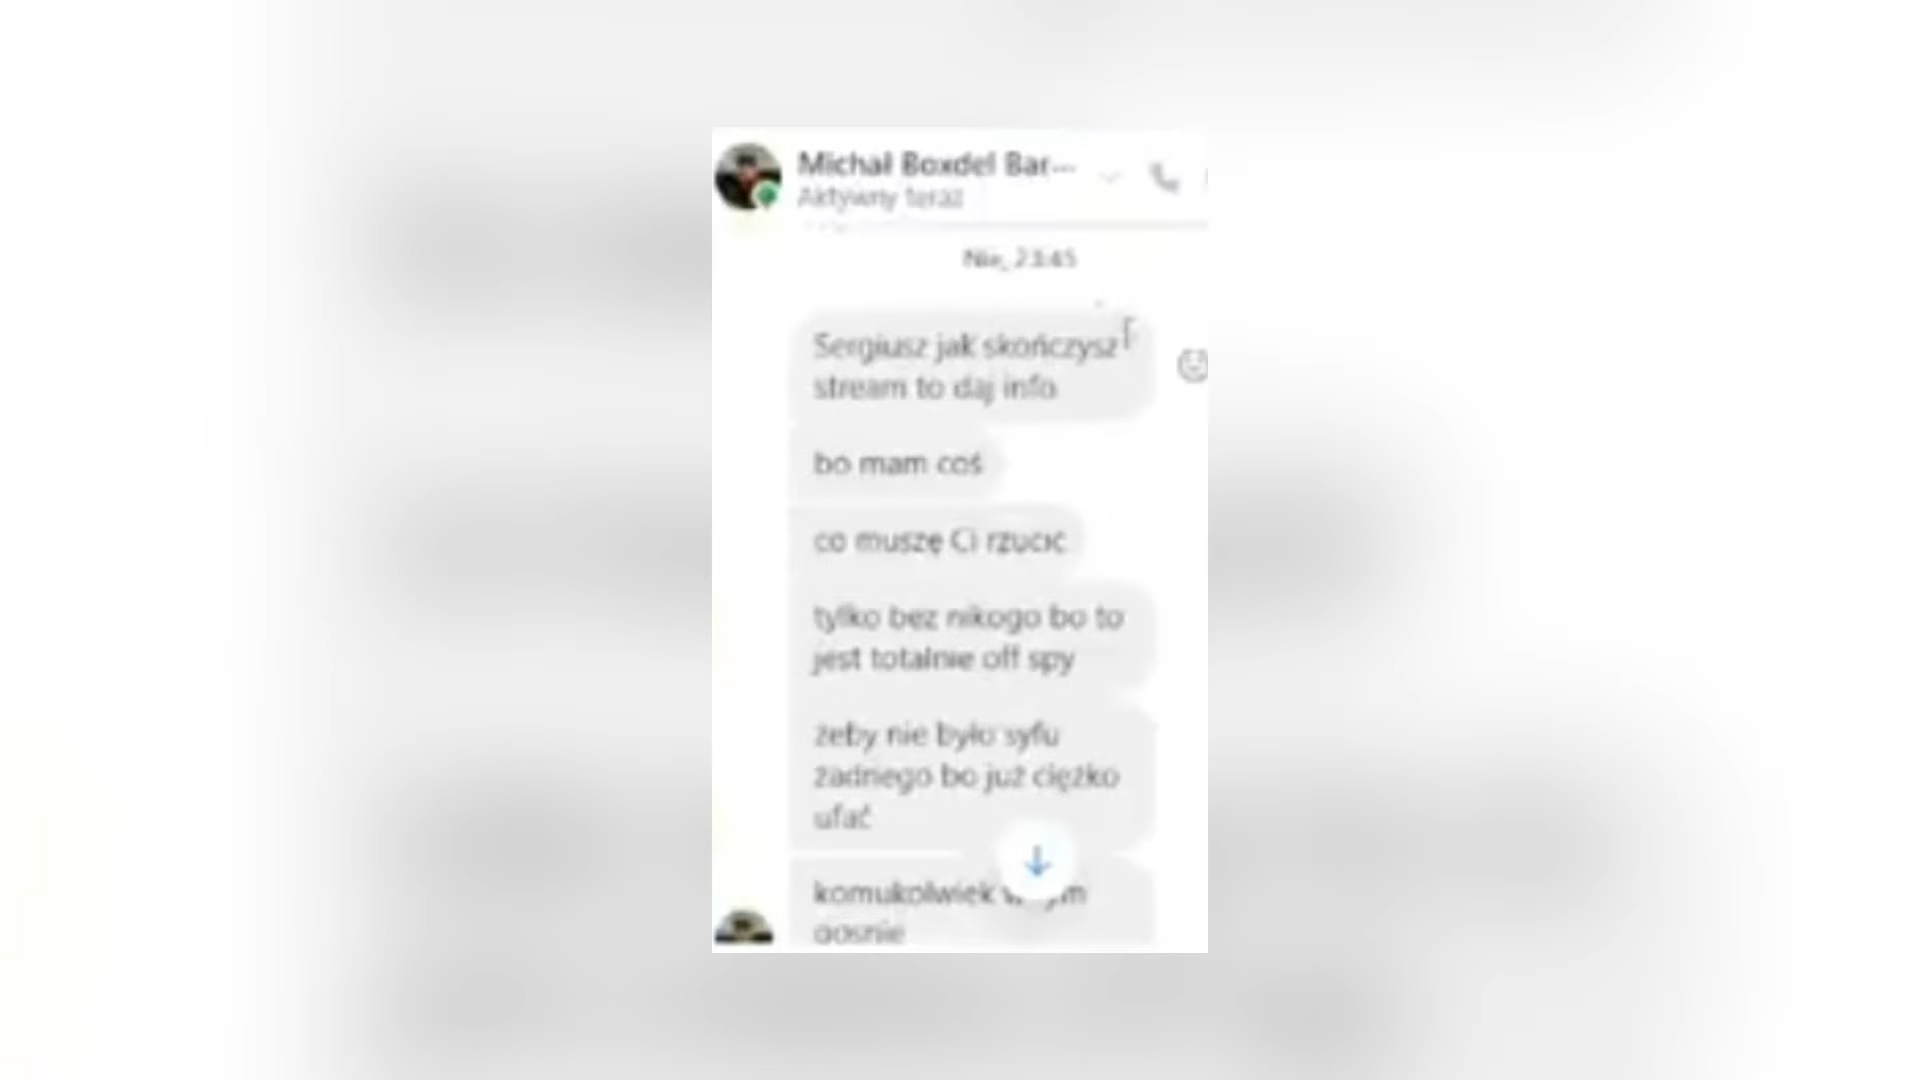 Michał Boxdel Bar...
Aktywny teraz
Nie, 23:45
Sergiusz jak skończysz
stream to daj info
bo mam coś
co muszę Ci rzucić
tylko bez nikogo bo to
jest totalnie off spy
żeby nie było syfu
żadnego bo już ciężko
ufać
komukolwiek